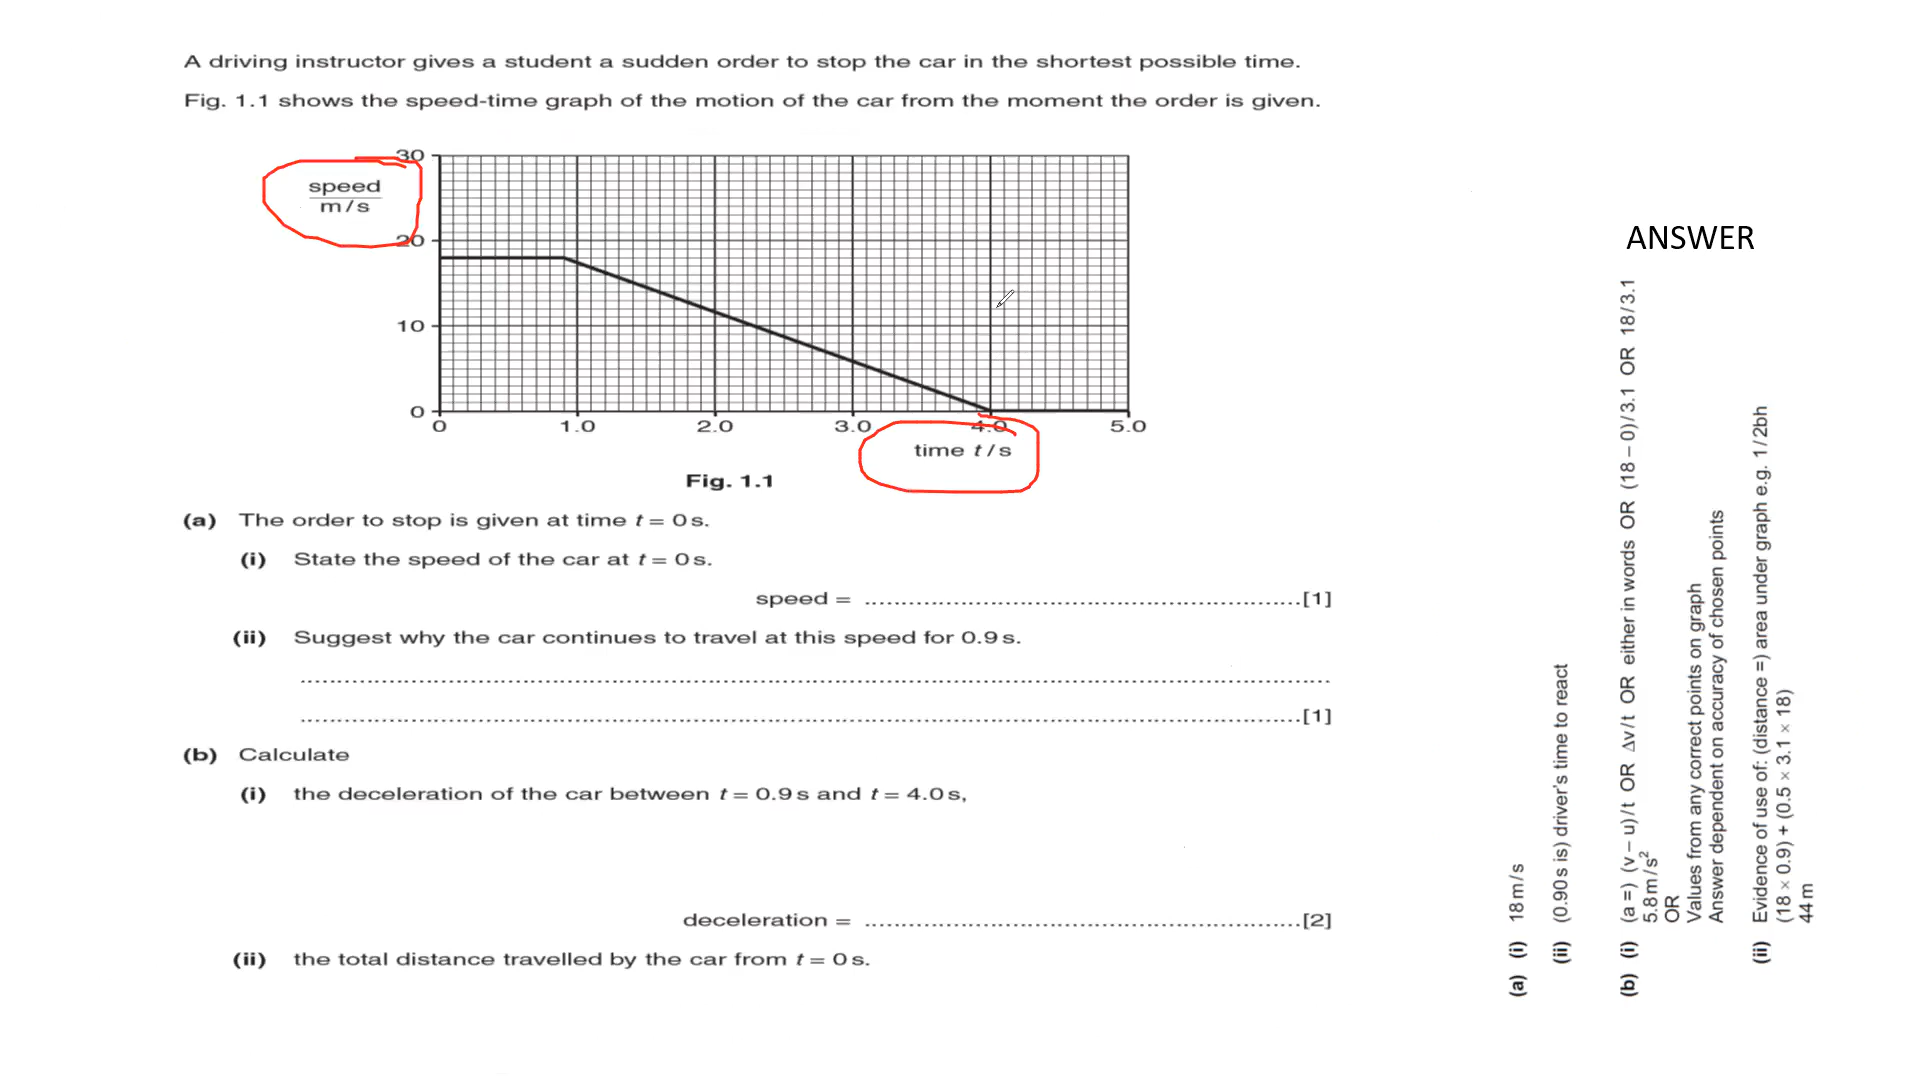 A driving instructor gives a student a sudden order to stop the car in the shortest possible time.
Fig. 1.1 shows the speed-time graph of the motion of the car from the moment the order is given.
30
speed
m / s
20
10
0
0 1.0 2.0 3.0 4.0 5.0
time t / s
Fig. 1.1
(a) The order to stop is given at time t = 0 s.
(i) State the speed of the car at t = 0 s.
speed = ............................................................[1]
(ii) Suggest why the car continues to travel at this speed for 0.9 s.
..........................................................................................................................................
......................................................................................................................................[1]
(b) Calculate
(i) the deceleration of the car between t = 0.9 s and t = 4.0 s,
deceleration = ............................................................[2]
(ii) the total distance travelled by the car from t = 0 s.
ANSWER
(a) (i) 18 m / s
(ii) (0.90 s is) driver's time to react
(b) (i) (a =) (v – u) / t OR Δv / t OR either in words OR (18 – 0) / 3.1 OR 18 / 3.1
5.8 m / s²
OR
Values from any correct points on graph
Answer dependent on accuracy of chosen points
(ii) Evidence of use of: (distance =) area under graph e.g. 1 / 2bh
(18 × 0.9) + (0.5 × 3.1 × 18)
44 m